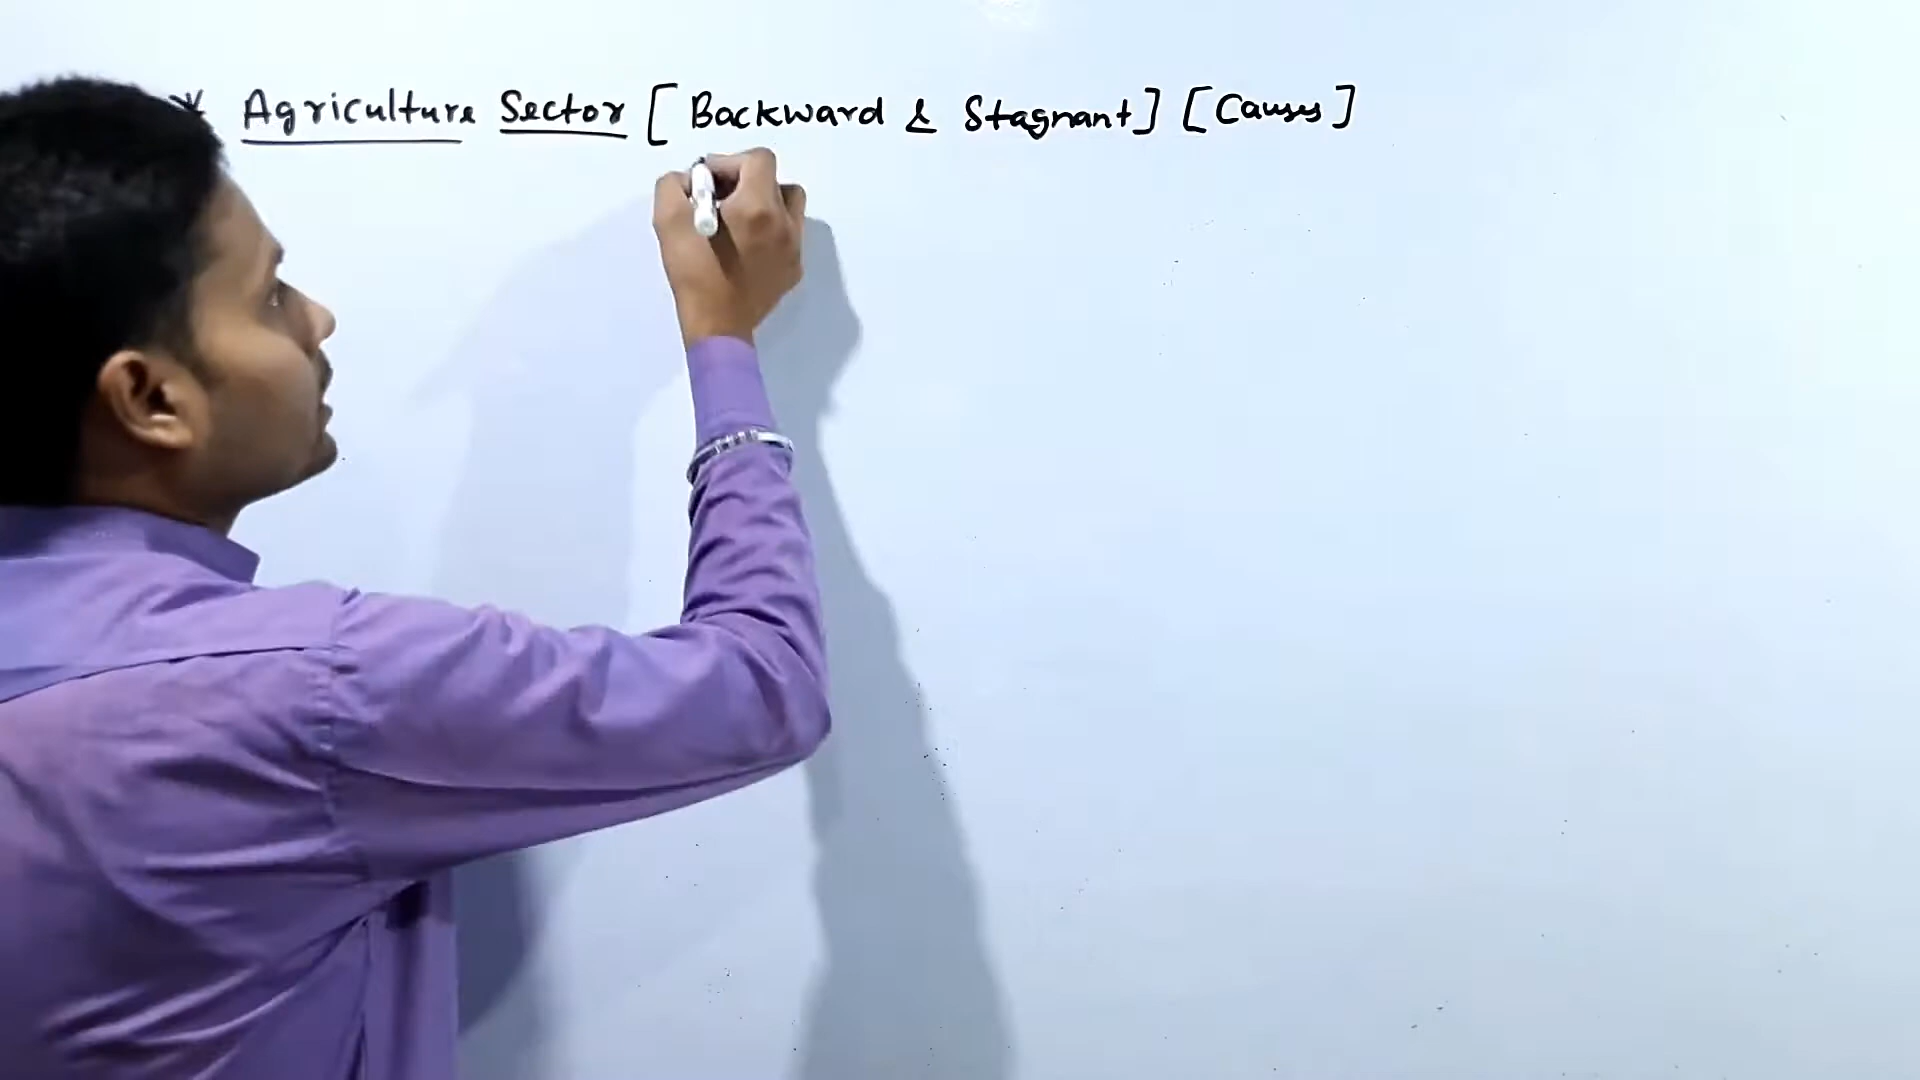 * Agriculture Sector [ Backward & Stagnant ] [ Causes ]